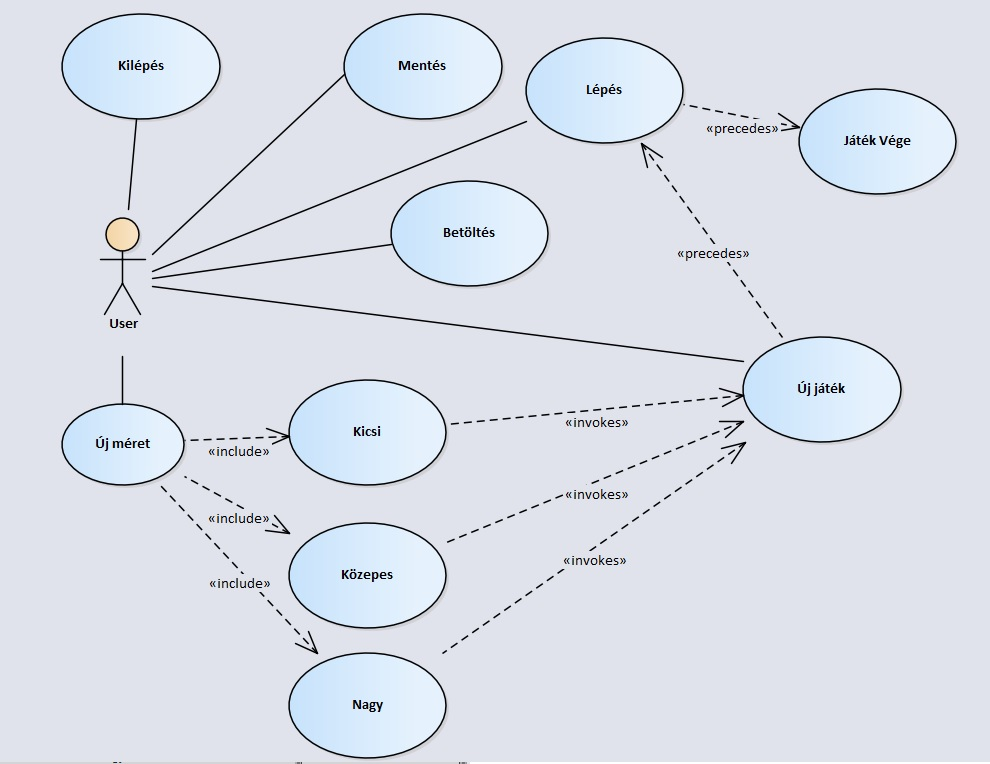 Kilépés
Mentés
Lépés
«precedes»
Játék Vége
Betöltés
«precedes»
User
Új játék
Új méret
«include»
Kicsi
«invokes»
«include»
«invokes»
Közepes
«include»
«invokes»
Nagy